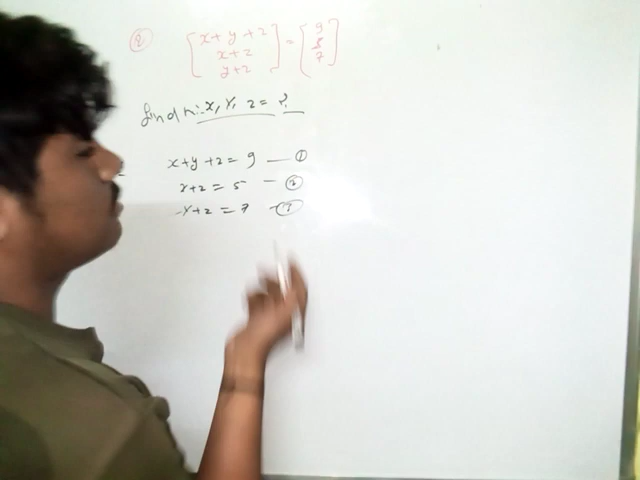 ②
[x+y+z
x+z
y+z] = [9
5
7]
find x, y, z = ?
x+y+z = 9 — ①
x+z = 5 — ②
y+z = 7 — ③